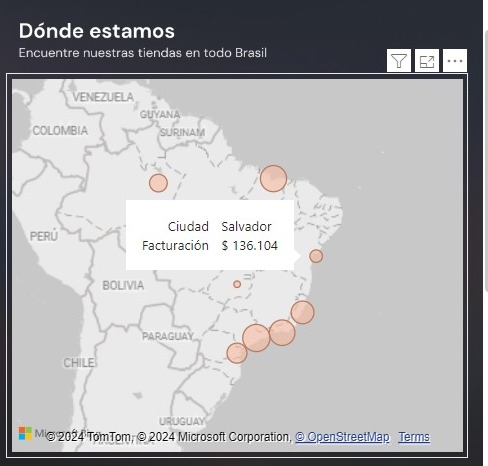 Dónde estamos
Encuentre nuestras tiendas en todo Brasil
VENEZUELA
GUYANA
COLOMBIA
SURINAM
Ciudad Salvador
Facturación $ 136.104
PERÚ
BOLIVIA
PARAGUAY
CHILE
URUGUAY
© 2024 TomTom, © 2024 Microsoft Corporation, © OpenStreetMap Terms
ARGENTINA